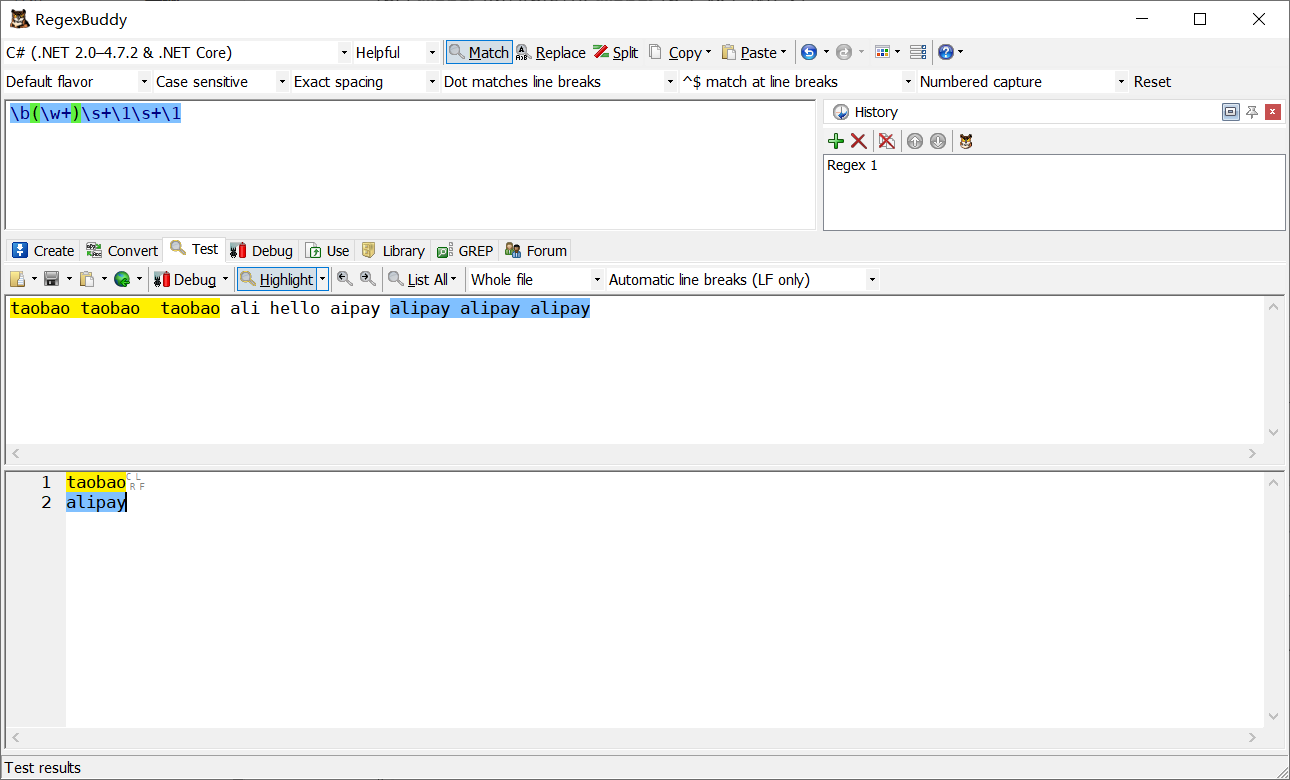 RegexBuddy
C# (.NET 2.0–4.7.2 & .NET Core) Helpful Match Replace Split Copy Paste
Default flavor Case sensitive Exact spacing Dot matches line breaks ^$ match at line breaks Numbered capture Reset
\b(\w+)\s+\1\s+\1
History
Regex 1
Create Convert Test Debug Use Library GREP Forum
Debug Highlight List All Whole file Automatic line breaks (LF only)
taobao taobao  taobao ali hello aipay alipay alipay alipay
1 taobao CRLF
2 alipay
Test results